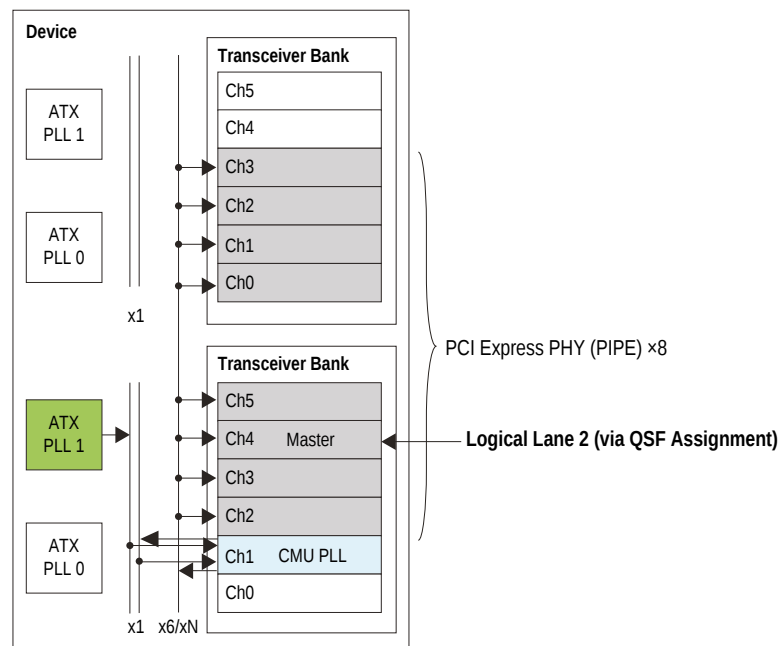 Device
Transceiver Bank
ATX
PLL 1
Ch5
Ch4
Ch3
Ch2
ATX
PLL 0
Ch1
Ch0
x1
PCI Express PHY (PIPE) ×8
Transceiver Bank
ATX
PLL 1
Ch5
Ch4 Master
Logical Lane 2 (via QSF Assignment)
Ch3
Ch2
ATX
PLL 0
Ch1 CMU PLL
Ch0
x1 x6/xN